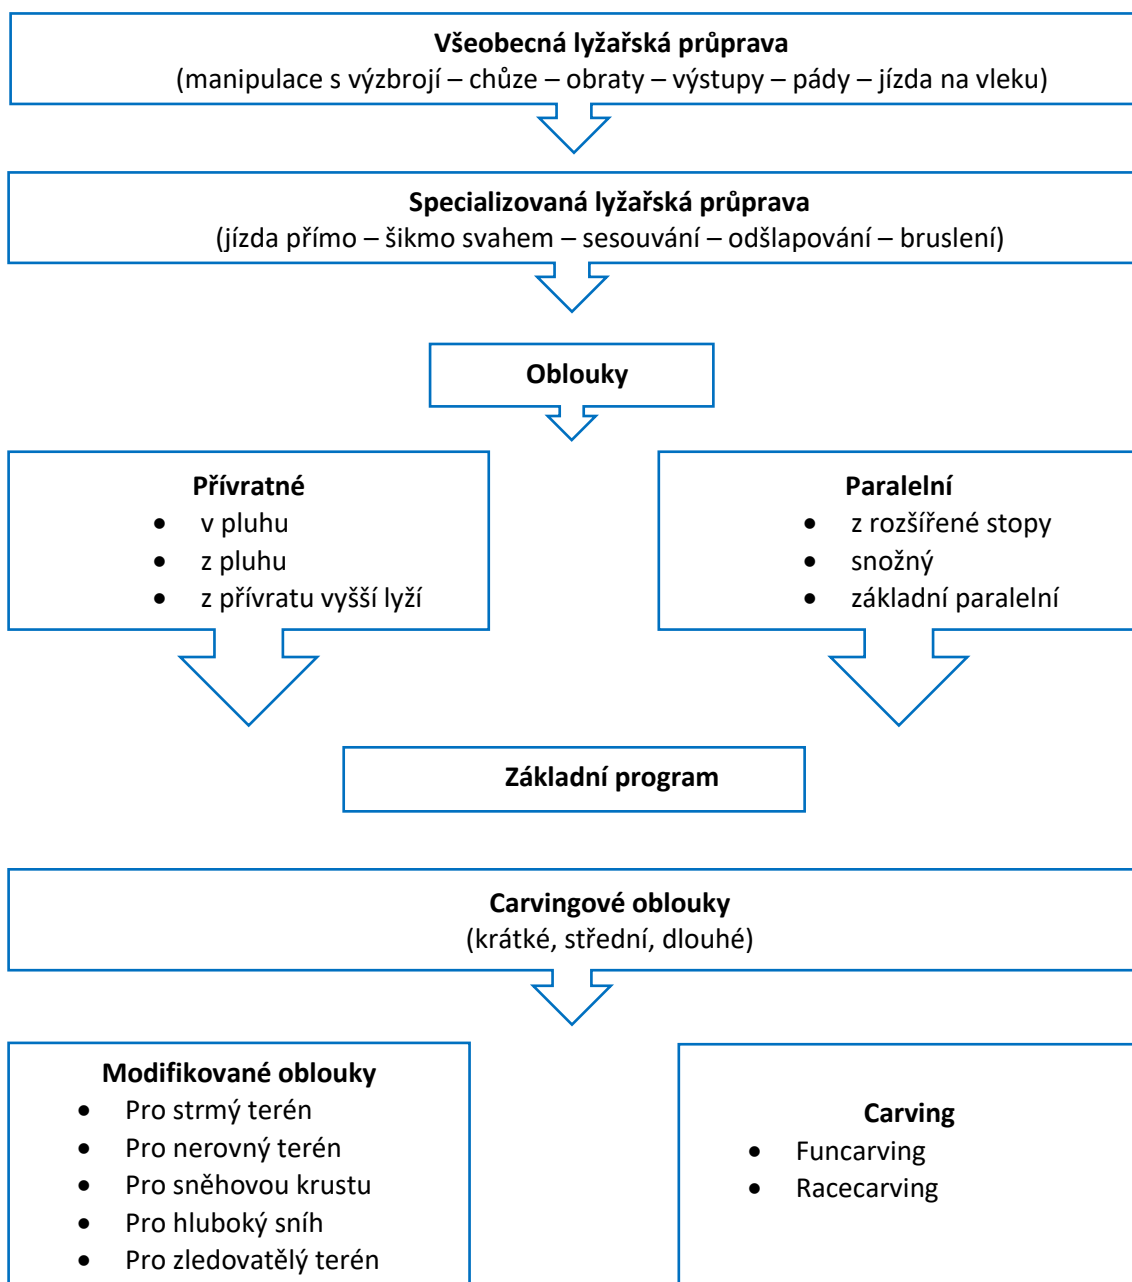 Všeobecná lyžařská průprava
(manipulace s výzbrojí – chůze – obraty – výstupy – pády – jízda na vleku)
Specializovaná lyžařská průprava
(jízda přímo – šikmo svahem – sesouvání – odšlapování – bruslení)
Oblouky
Přívratné
• v pluhu
• z pluhu
• z přívratu vyšší lyží
Paralelní
• z rozšířené stopy
• snožný
• základní paralelní
Základní program
Carvingové oblouky
(krátké, střední, dlouhé)
Modifikované oblouky
• Pro strmý terén
• Pro nerovný terén
• Pro sněhovou krustu
• Pro hluboký sníh
• Pro zledovatělý terén
Carving
• Funcarving
• Racecarving